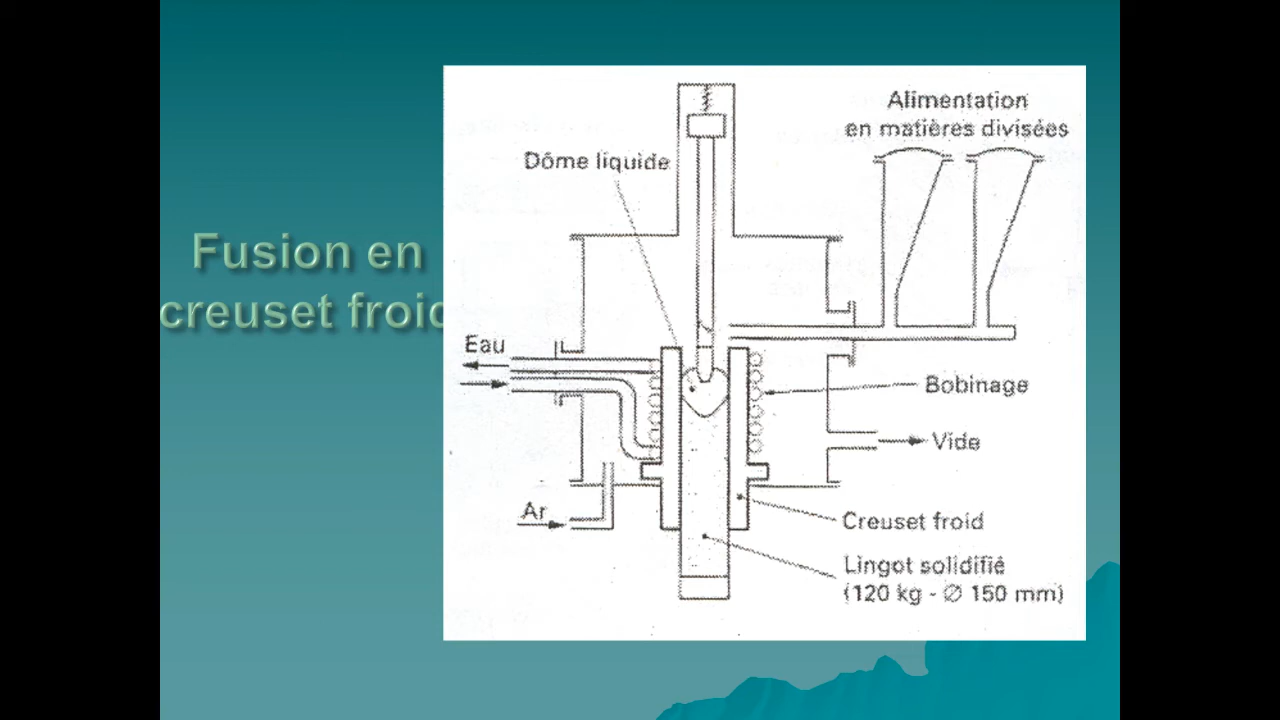 Fusion en
creuset froid
Alimentation
en matières divisées
Dôme liquide
Eau
Bobinage
Vide
Ar
Creuset froid
Lingot solidifié
(120 kg - ∅ 150 mm)